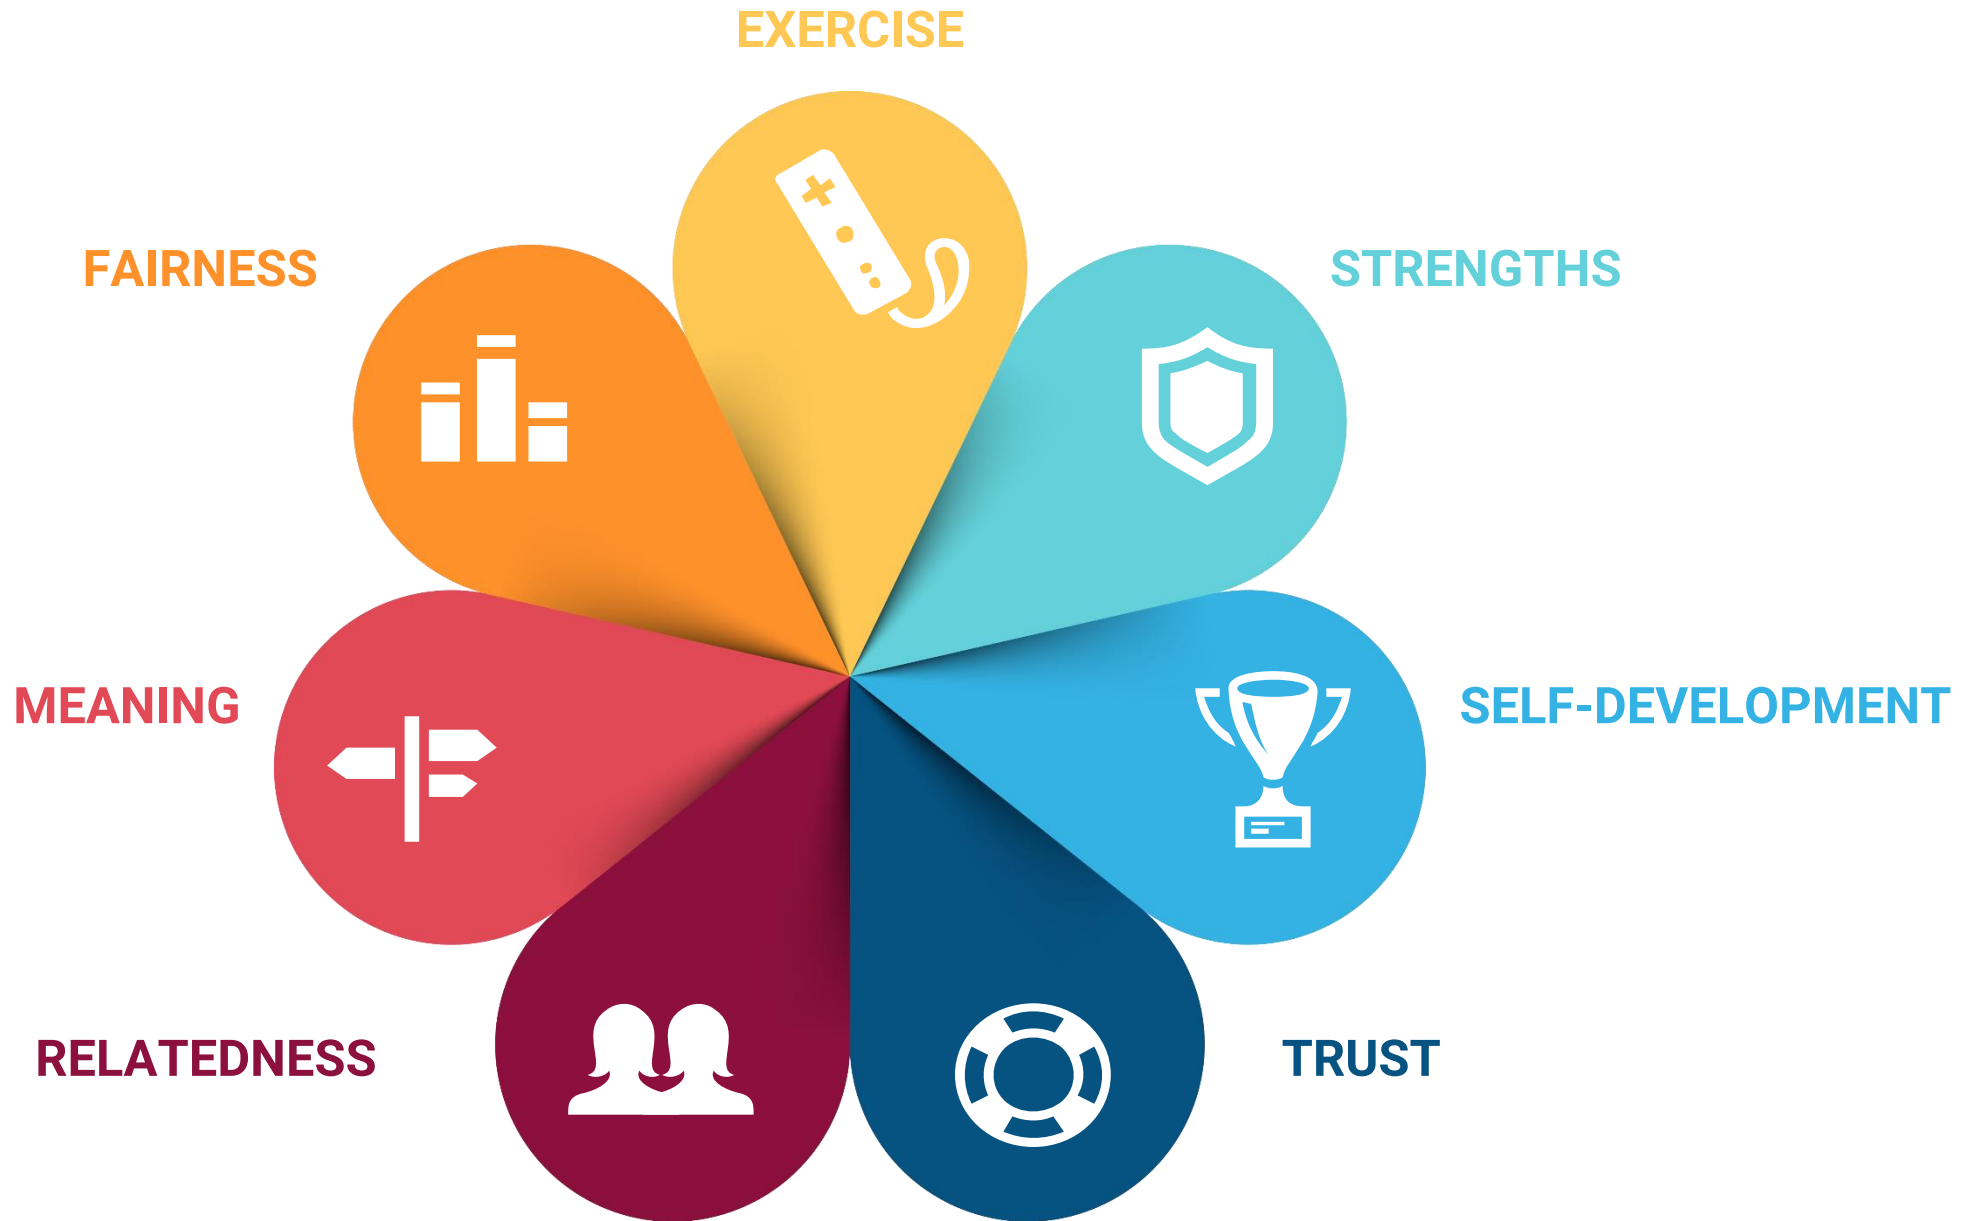 EXERCISE
FAIRNESS
STRENGTHS
MEANING
SELF-DEVELOPMENT
RELATEDNESS
TRUST